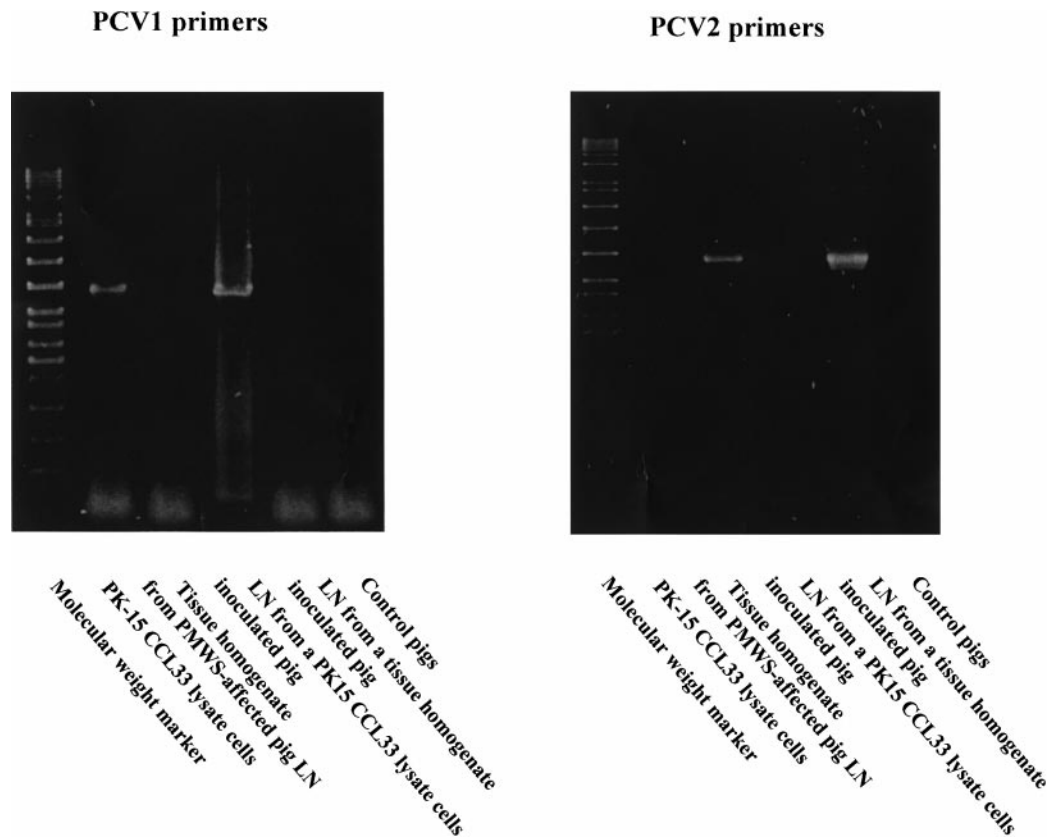 PCV1 primers
Molecular weight marker
PK-15 CCL33 lysate cells
Tissue homogenate
from PMWS-affected pig LN
LN from a PK15 CCL33 lysate cells
inoculated pig
LN from a tissue homogenate
inoculated pig
Control pigs
PCV2 primers
Molecular weight marker
PK-15 CCL33 lysate cells
Tissue homogenate
from PMWS-affected pig LN
LN from a PK15 CCL33 lysate cells
inoculated pig
LN from a tissue homogenate
inoculated pig
Control pigs